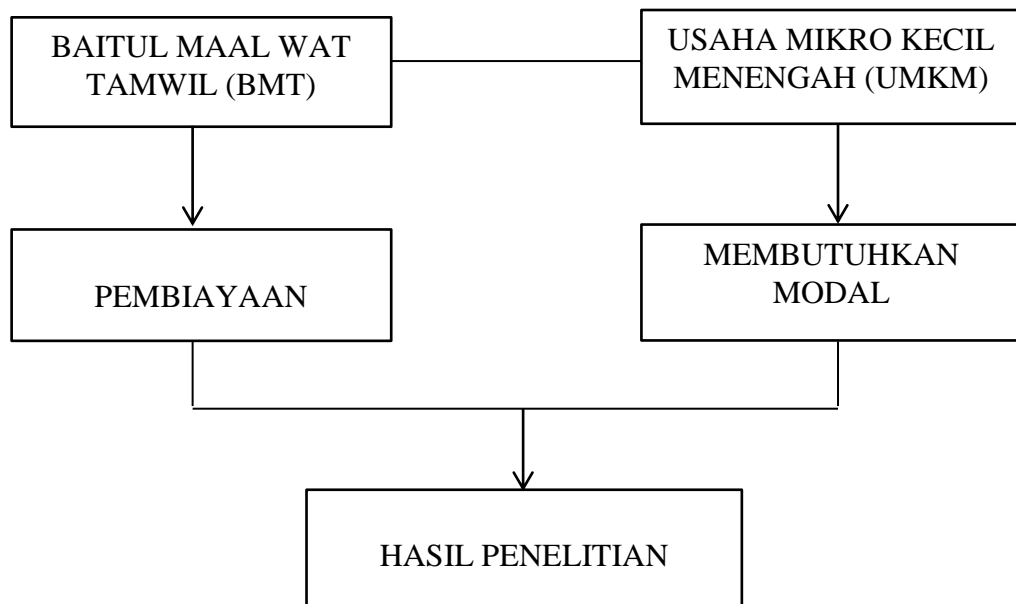 BAITUL MAAL WAT
TAMWIL (BMT)
USAHA MIKRO KECIL
MENENGAH (UMKM)
PEMBIAYAAN
MEMBUTUHKAN
MODAL
HASIL PENELITIAN